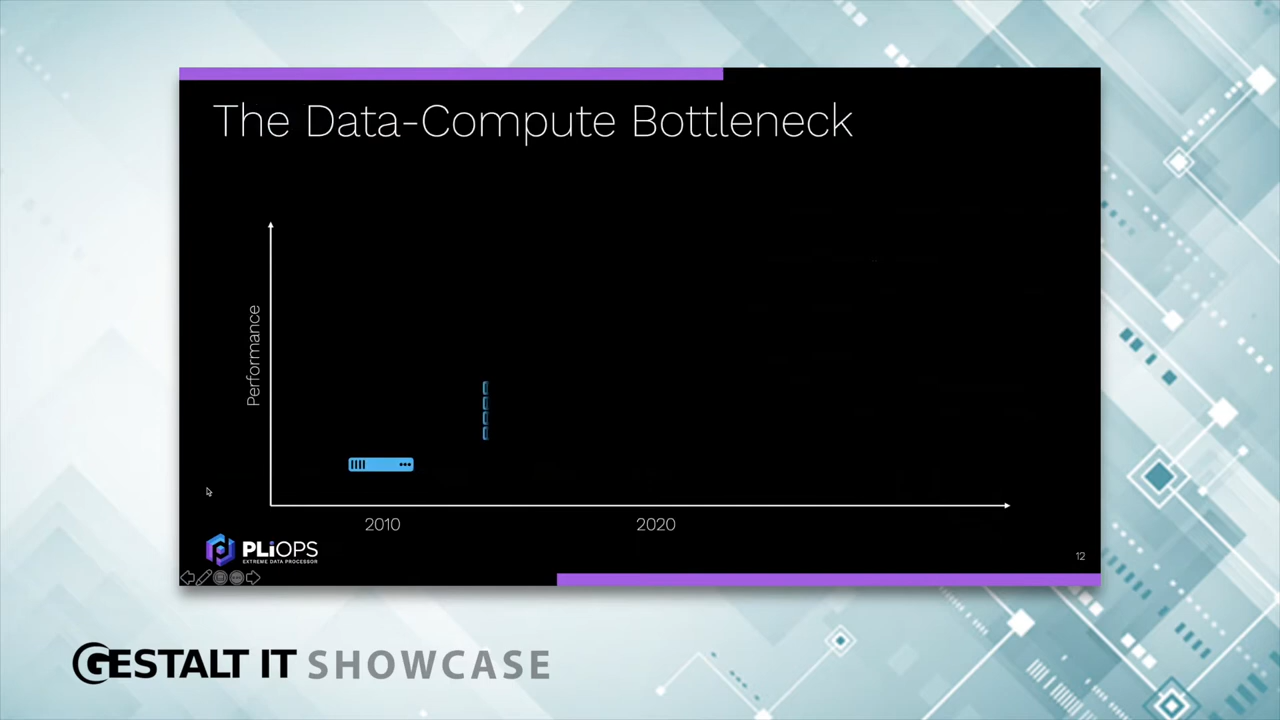 The Data-Compute Bottleneck
Performance
2010
2020
PLiOPS
EXTREME DATA PROCESSOR
12
GESTALT IT SHOWCASE